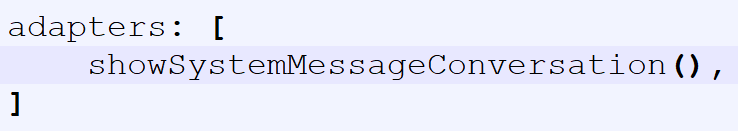 adapters: [
    showSystemMessageConversation(),
]